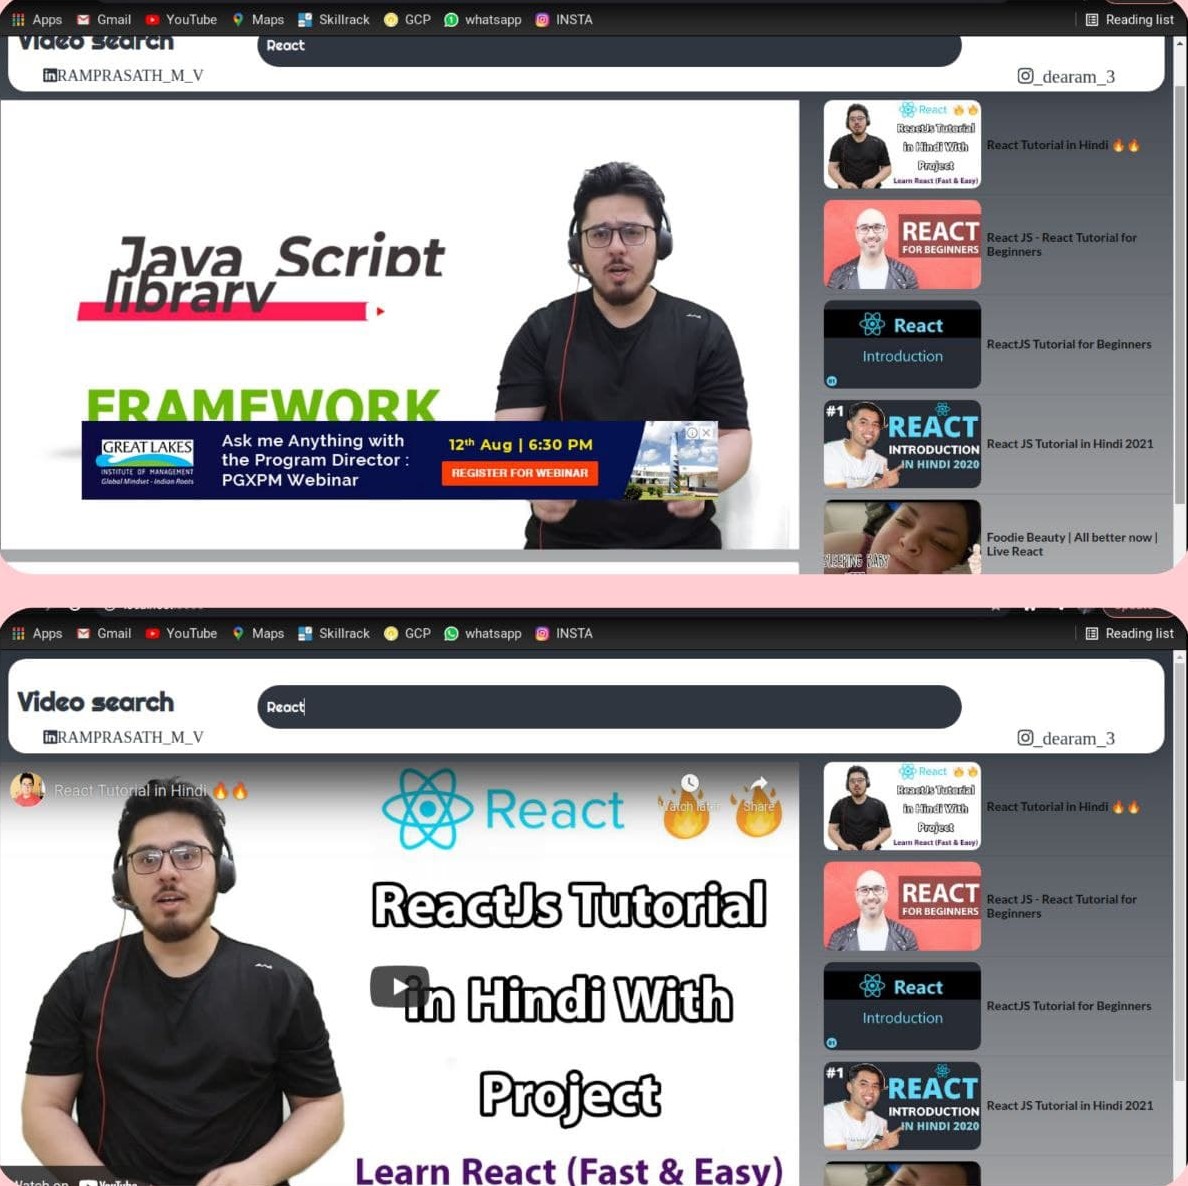 Apps Gmail YouTube Maps Skillrack GCP whatsapp INSTA Reading list
Video search
React
RAMPRASATH_M_V
_dearam_3
Java Script
library
FRAMEWORK
GREAT LAKES
INSTITUTE OF MANAGEMENT
Global Mindset - Indian Roots
Ask me Anything with
the Program Director :
PGXPM Webinar
12th Aug | 6:30 PM
REGISTER FOR WEBINAR
React 🔥🔥
ReactJs Tutorial
in Hindi With
Project
Learn React (Fast & Easy)
React Tutorial in Hindi 🔥🔥
REACT
FOR BEGINNERS
React JS - React Tutorial for
Beginners
React
Introduction
ReactJS Tutorial for Beginners
#1
REACT
INTRODUCTION
IN HINDI 2020
React JS Tutorial in Hindi 2021
SLEEPING BABY
Foodie Beauty | All better now |
Live React
Apps Gmail YouTube Maps Skillrack GCP whatsapp INSTA Reading list
Video search
React
RAMPRASATH_M_V
_dearam_3
React Tutorial in Hindi 🔥🔥
Watch later
Share
React
ReactJs Tutorial
in Hindi With
Project
Learn React (Fast & Easy)
Watch on YouTube
React 🔥🔥
ReactJs Tutorial
in Hindi With
Project
Learn React (Fast & Easy)
React Tutorial in Hindi 🔥🔥
REACT
FOR BEGINNERS
React JS - React Tutorial for
Beginners
React
Introduction
ReactJS Tutorial for Beginners
#1
REACT
INTRODUCTION
IN HINDI 2020
React JS Tutorial in Hindi 2021